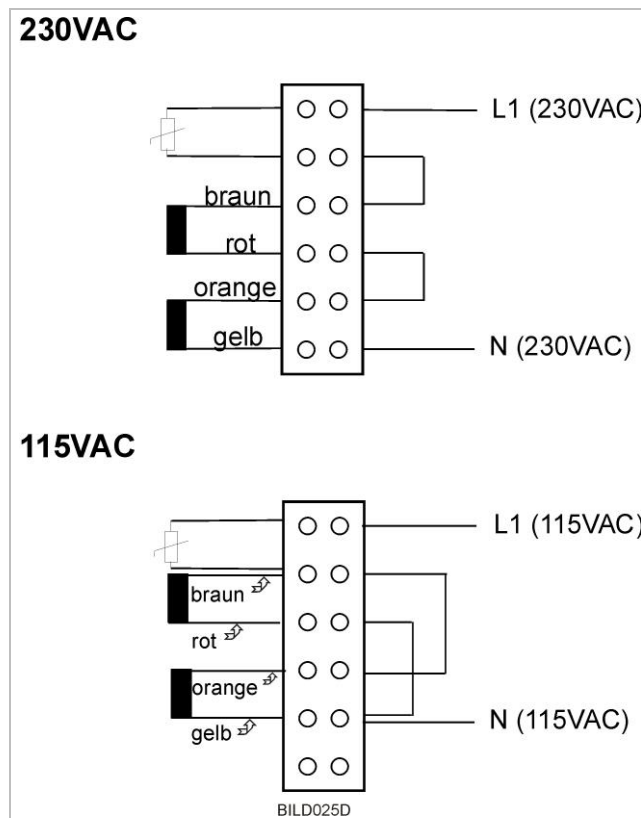 230VAC
L1 (230VAC)
braun
rot
orange
gelb
N (230VAC)
115VAC
L1 (115VAC)
braun
rot
orange
gelb
N (115VAC)
BILD025D